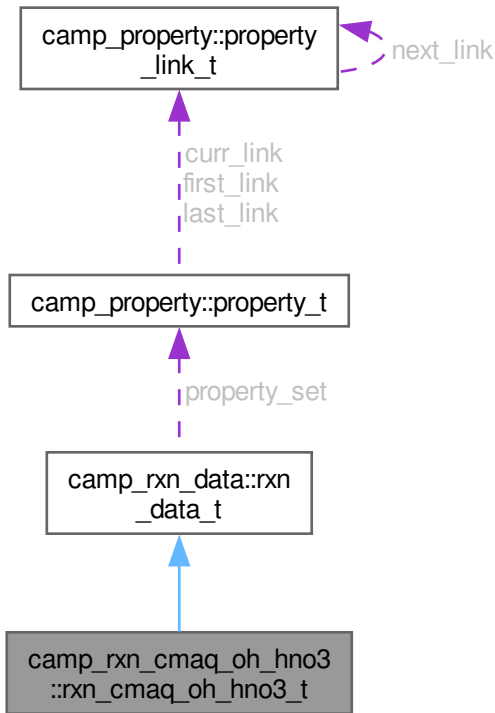 camp_property::property
_link_t
next_link
curr_link
first_link
last_link
camp_property::property_t
property_set
camp_rxn_data::rxn
_data_t
camp_rxn_cmaq_oh_hno3
::rxn_cmaq_oh_hno3_t